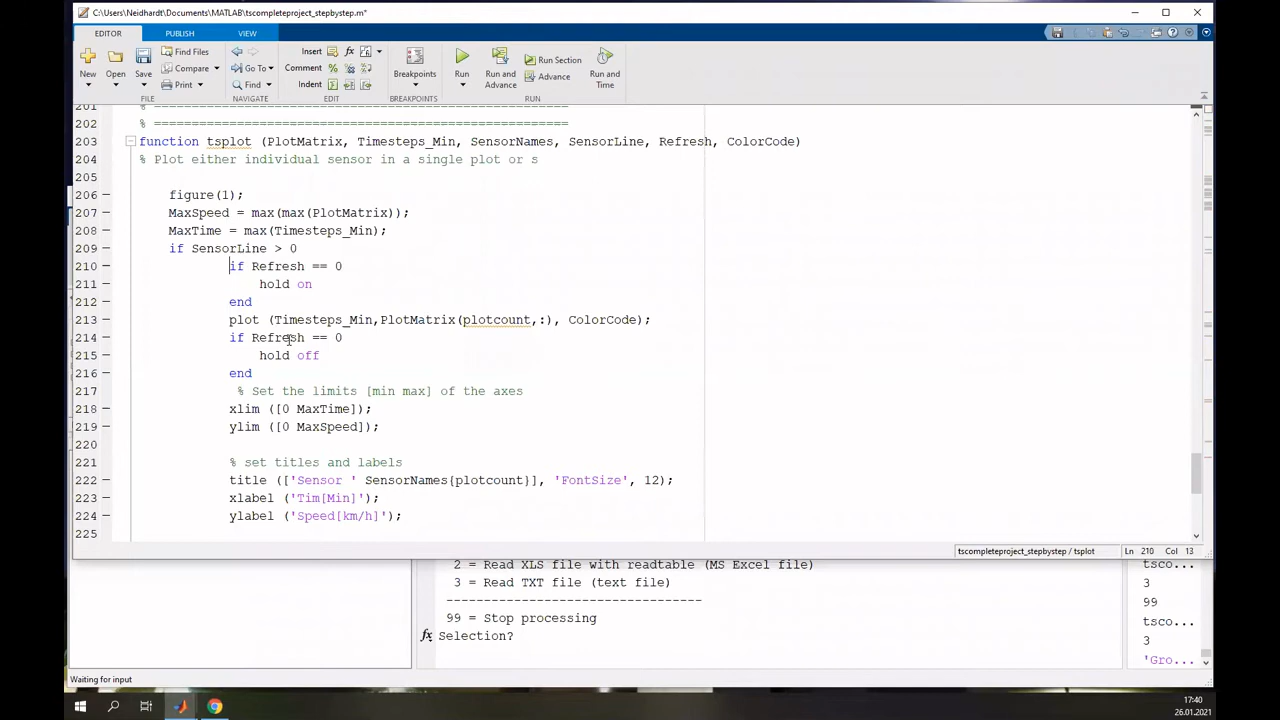 C:\Users\Neidhardt\Documents\MATLAB\tscompleteproject_stepbystep.m*
EDITOR PUBLISH VIEW
New Open Save Find Files Compare Print Go To Find Insert fx Comment Indent Breakpoints Run Run and Advance Run Section Advance Run and Time
FILE NAVIGATE EDIT BREAKPOINTS RUN
201 % =========================================================
202 % =========================================================
203 function tsplot (PlotMatrix, Timesteps_Min, SensorNames, SensorLine, Refresh, ColorCode)
204 % Plot either individual sensor in a single plot or s
205
206 figure(1);
207 MaxSpeed = max(max(PlotMatrix));
208 MaxTime = max(Timesteps_Min);
209 if SensorLine > 0
210 if Refresh == 0
211 hold on
212 end
213 plot (Timesteps_Min,PlotMatrix(plotcount,:), ColorCode);
214 if Refresh == 0
215 hold off
216 end
217 % Set the limits [min max] of the axes
218 xlim ([0 MaxTime]);
219 ylim ([0 MaxSpeed]);
220
221 % set titles and labels
222 title (['Sensor ' SensorNames{plotcount}], 'FontSize', 12);
223 xlabel ('Tim[Min]');
224 ylabel ('Speed[km/h]');
225
tscompleteproject_stepbystep / tsplot Ln 210 Col 13
2 = Read XLS file with readtable (MS Excel file)
3 = Read TXT file (text file)
--------------------------------
99 = Stop processing
fx Selection?
tsco...
3
99
tsco...
3
'Gro...
Waiting for input
17:40
26.01.2021